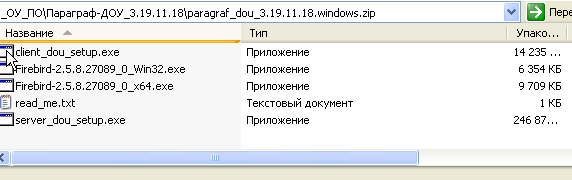 _ОУ_ПО\Параграф-ДОУ_3.19.11.18\paragraf_dou_3.19.11.18.windows.zip Пере
Название Тип Упако...
client_dou_setup.exe Приложение 14 235 ...
Firebird-2.5.8.27089_0_Win32.exe Приложение 6 354 КБ
Firebird-2.5.8.27089_0_x64.exe Приложение 9 709 КБ
read_me.txt Текстовый документ 1 КБ
server_dou_setup.exe Приложение 246 87...